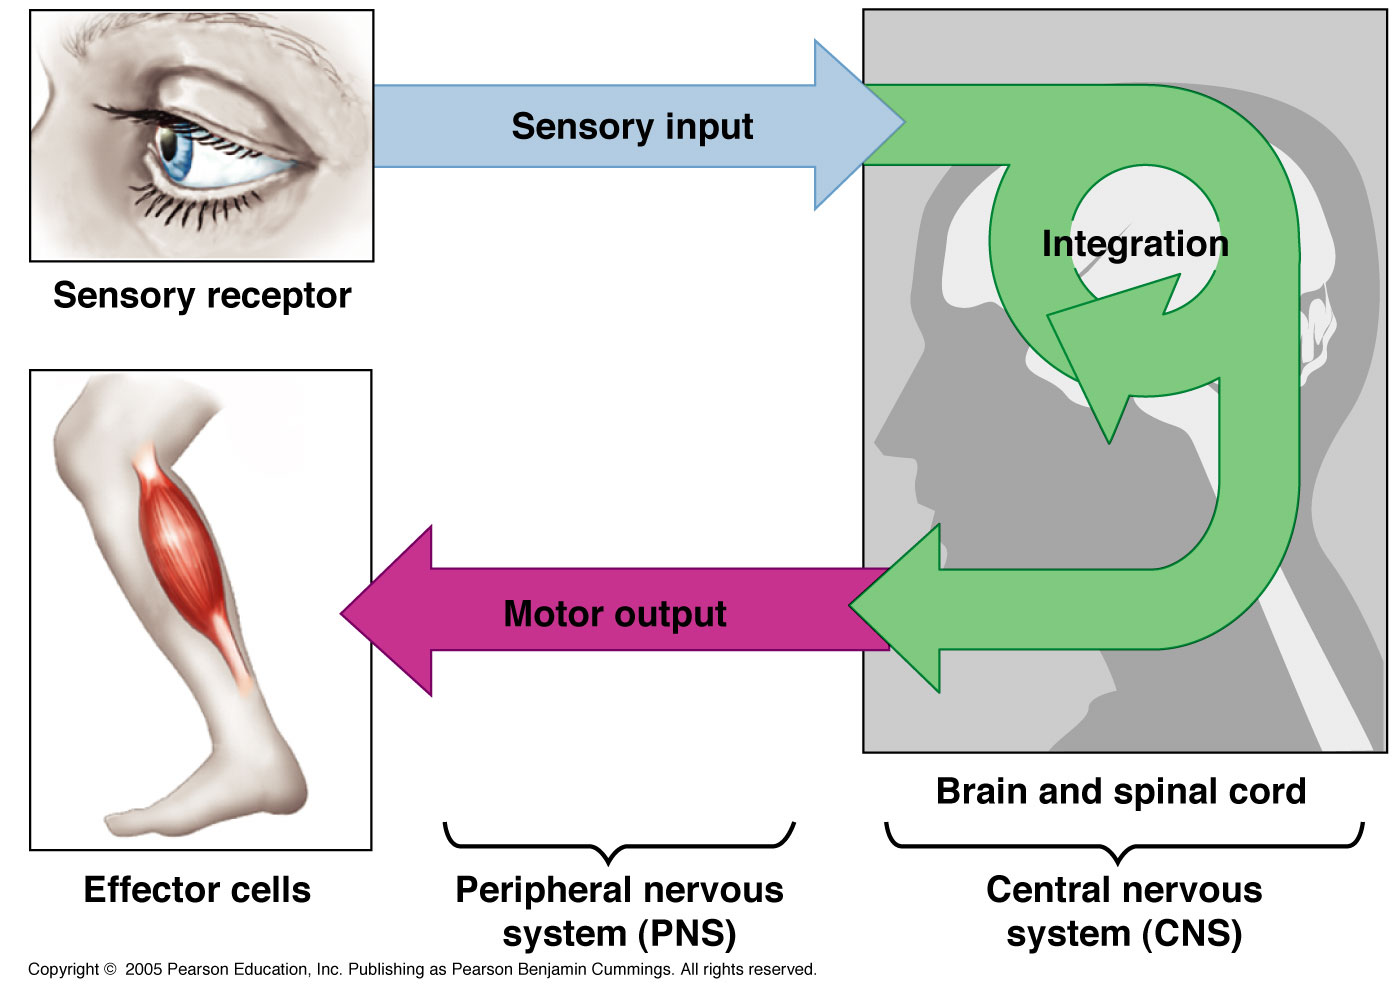 Sensory input
Integration
Sensory receptor
Motor output
Brain and spinal cord
Effector cells
Peripheral nervous
system (PNS)
Central nervous
system (CNS)
Copyright © 2005 Pearson Education, Inc. Publishing as Pearson Benjamin Cummings. All rights reserved.